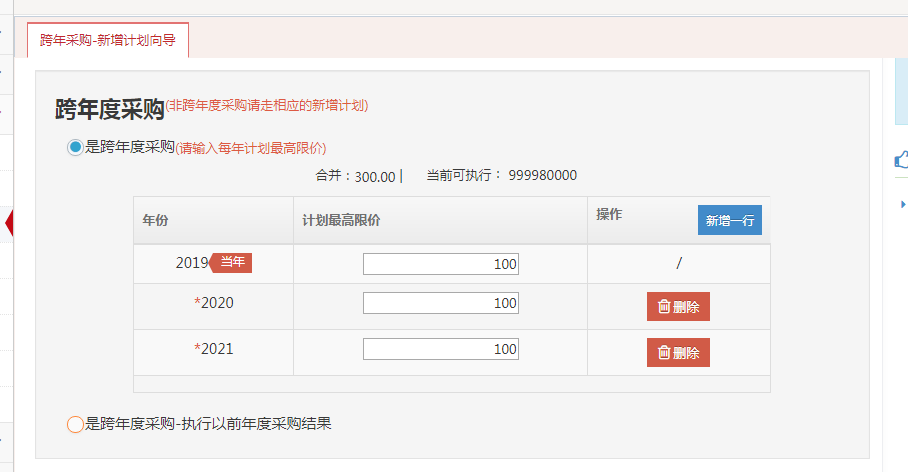 跨年采购-新增计划向导
跨年度采购(非跨年度采购请走相应的新增计划)
是跨年度采购(请输入每年计划最高限价)
合并：300.00 | 当前可执行： 999980000
年份 计划最高限价 操作 新增一行
2019 当年 100 /
*2020 100 删除
*2021 100 删除
是跨年度采购-执行以前年度采购结果